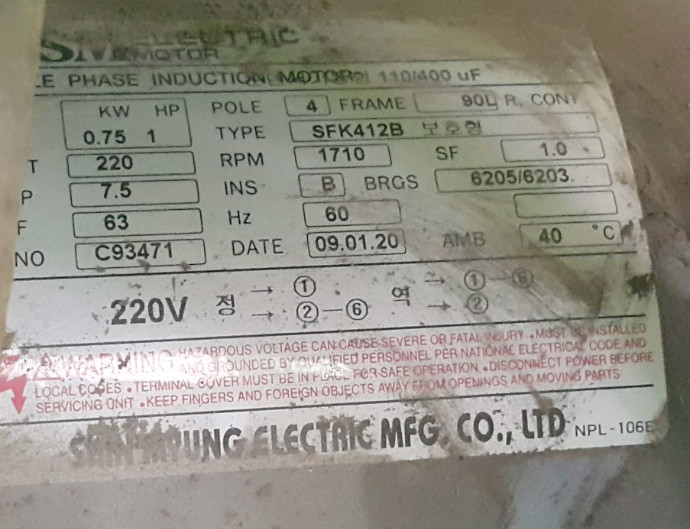 ELECTRIC
MOTOR
LE PHASE INDUCTION MOTOR 110/400 uF
KW HP POLE 4 FRAME 90L R. CONT
0.75 1 TYPE SFK412B 보호형
T 220 RPM 1710 SF 1.0
P 7.5 INS B BRGS 6205/6203.
F 63 Hz 60
NO C93471 DATE 09.01.20 AMB 40 °C
220V 정 → ① 역 → ①—⑥
→ ②—⑥ → ②
WARNING HAZARDOUS VOLTAGE CAN CAUSE SEVERE OR FATAL INJURY. •MUST BE INSTALLED
AND GROUNDED BY QUALIFIED PERSONNEL PER NATIONAL ELECTRICAL CODE AND
LOCAL CODES •TERMINAL COVER MUST BE IN PLACE FOR SAFE OPERATION •DISCONNECT POWER BEFORE
SERVICING UNIT •KEEP FINGERS AND FOREIGN OBJECTS AWAY FROM OPENINGS AND MOVING PARTS
ELECTRIC MFG. CO., LTD NPL-106E